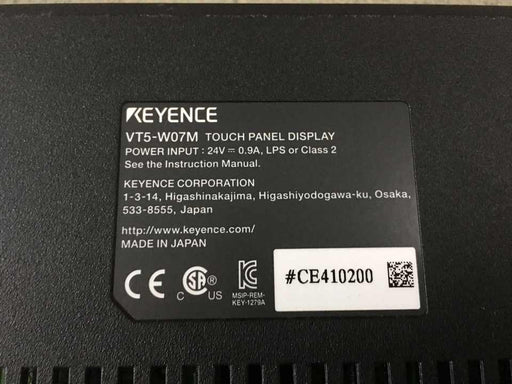 KEYENCE
VT5-W07M TOUCH PANEL DISPLAY
POWER INPUT : 24V ⎓ 0.9A, LPS or Class 2
See the Instruction Manual.
KEYENCE CORPORATION
1-3-14, Higashinakajima, Higashiyodogawa-ku, Osaka,
533-8555, Japan
http://www.keyence.com/
MADE IN JAPAN
CE
C SA ® C US
MSIP-REM-
KEY-1279A
#CE410200